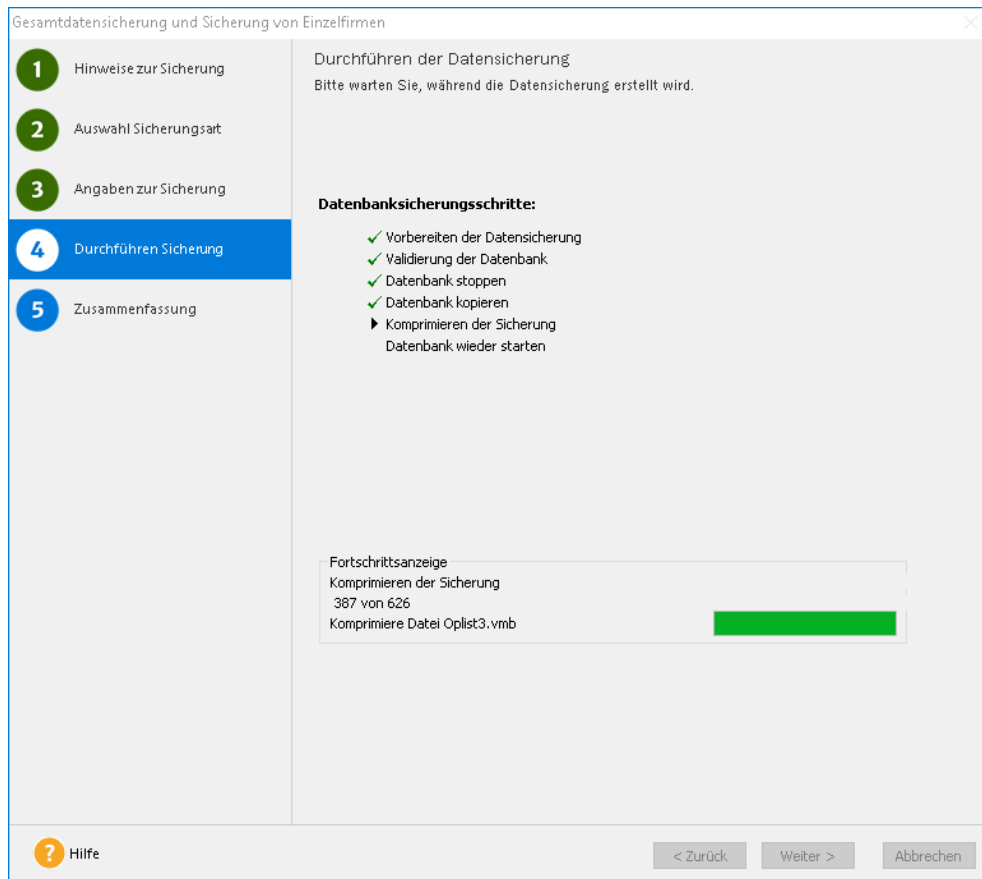 Gesamtdatensicherung und Sicherung von Einzelfirmen
1 Hinweise zur Sicherung
2 Auswahl Sicherungsart
3 Angaben zur Sicherung
4 Durchführen Sicherung
5 Zusammenfassung
Durchführen der Datensicherung
Bitte warten Sie, während die Datensicherung erstellt wird.
Datenbanksicherungsschritte:
Vorbereiten der Datensicherung
Validierung der Datenbank
Datenbank stoppen
Datenbank kopieren
Komprimieren der Sicherung
Datenbank wieder starten
Fortschrittsanzeige
Komprimieren der Sicherung
387 von 626
Komprimiere Datei Oplist3.vmb
? Hilfe
< Zurück
Weiter >
Abbrechen